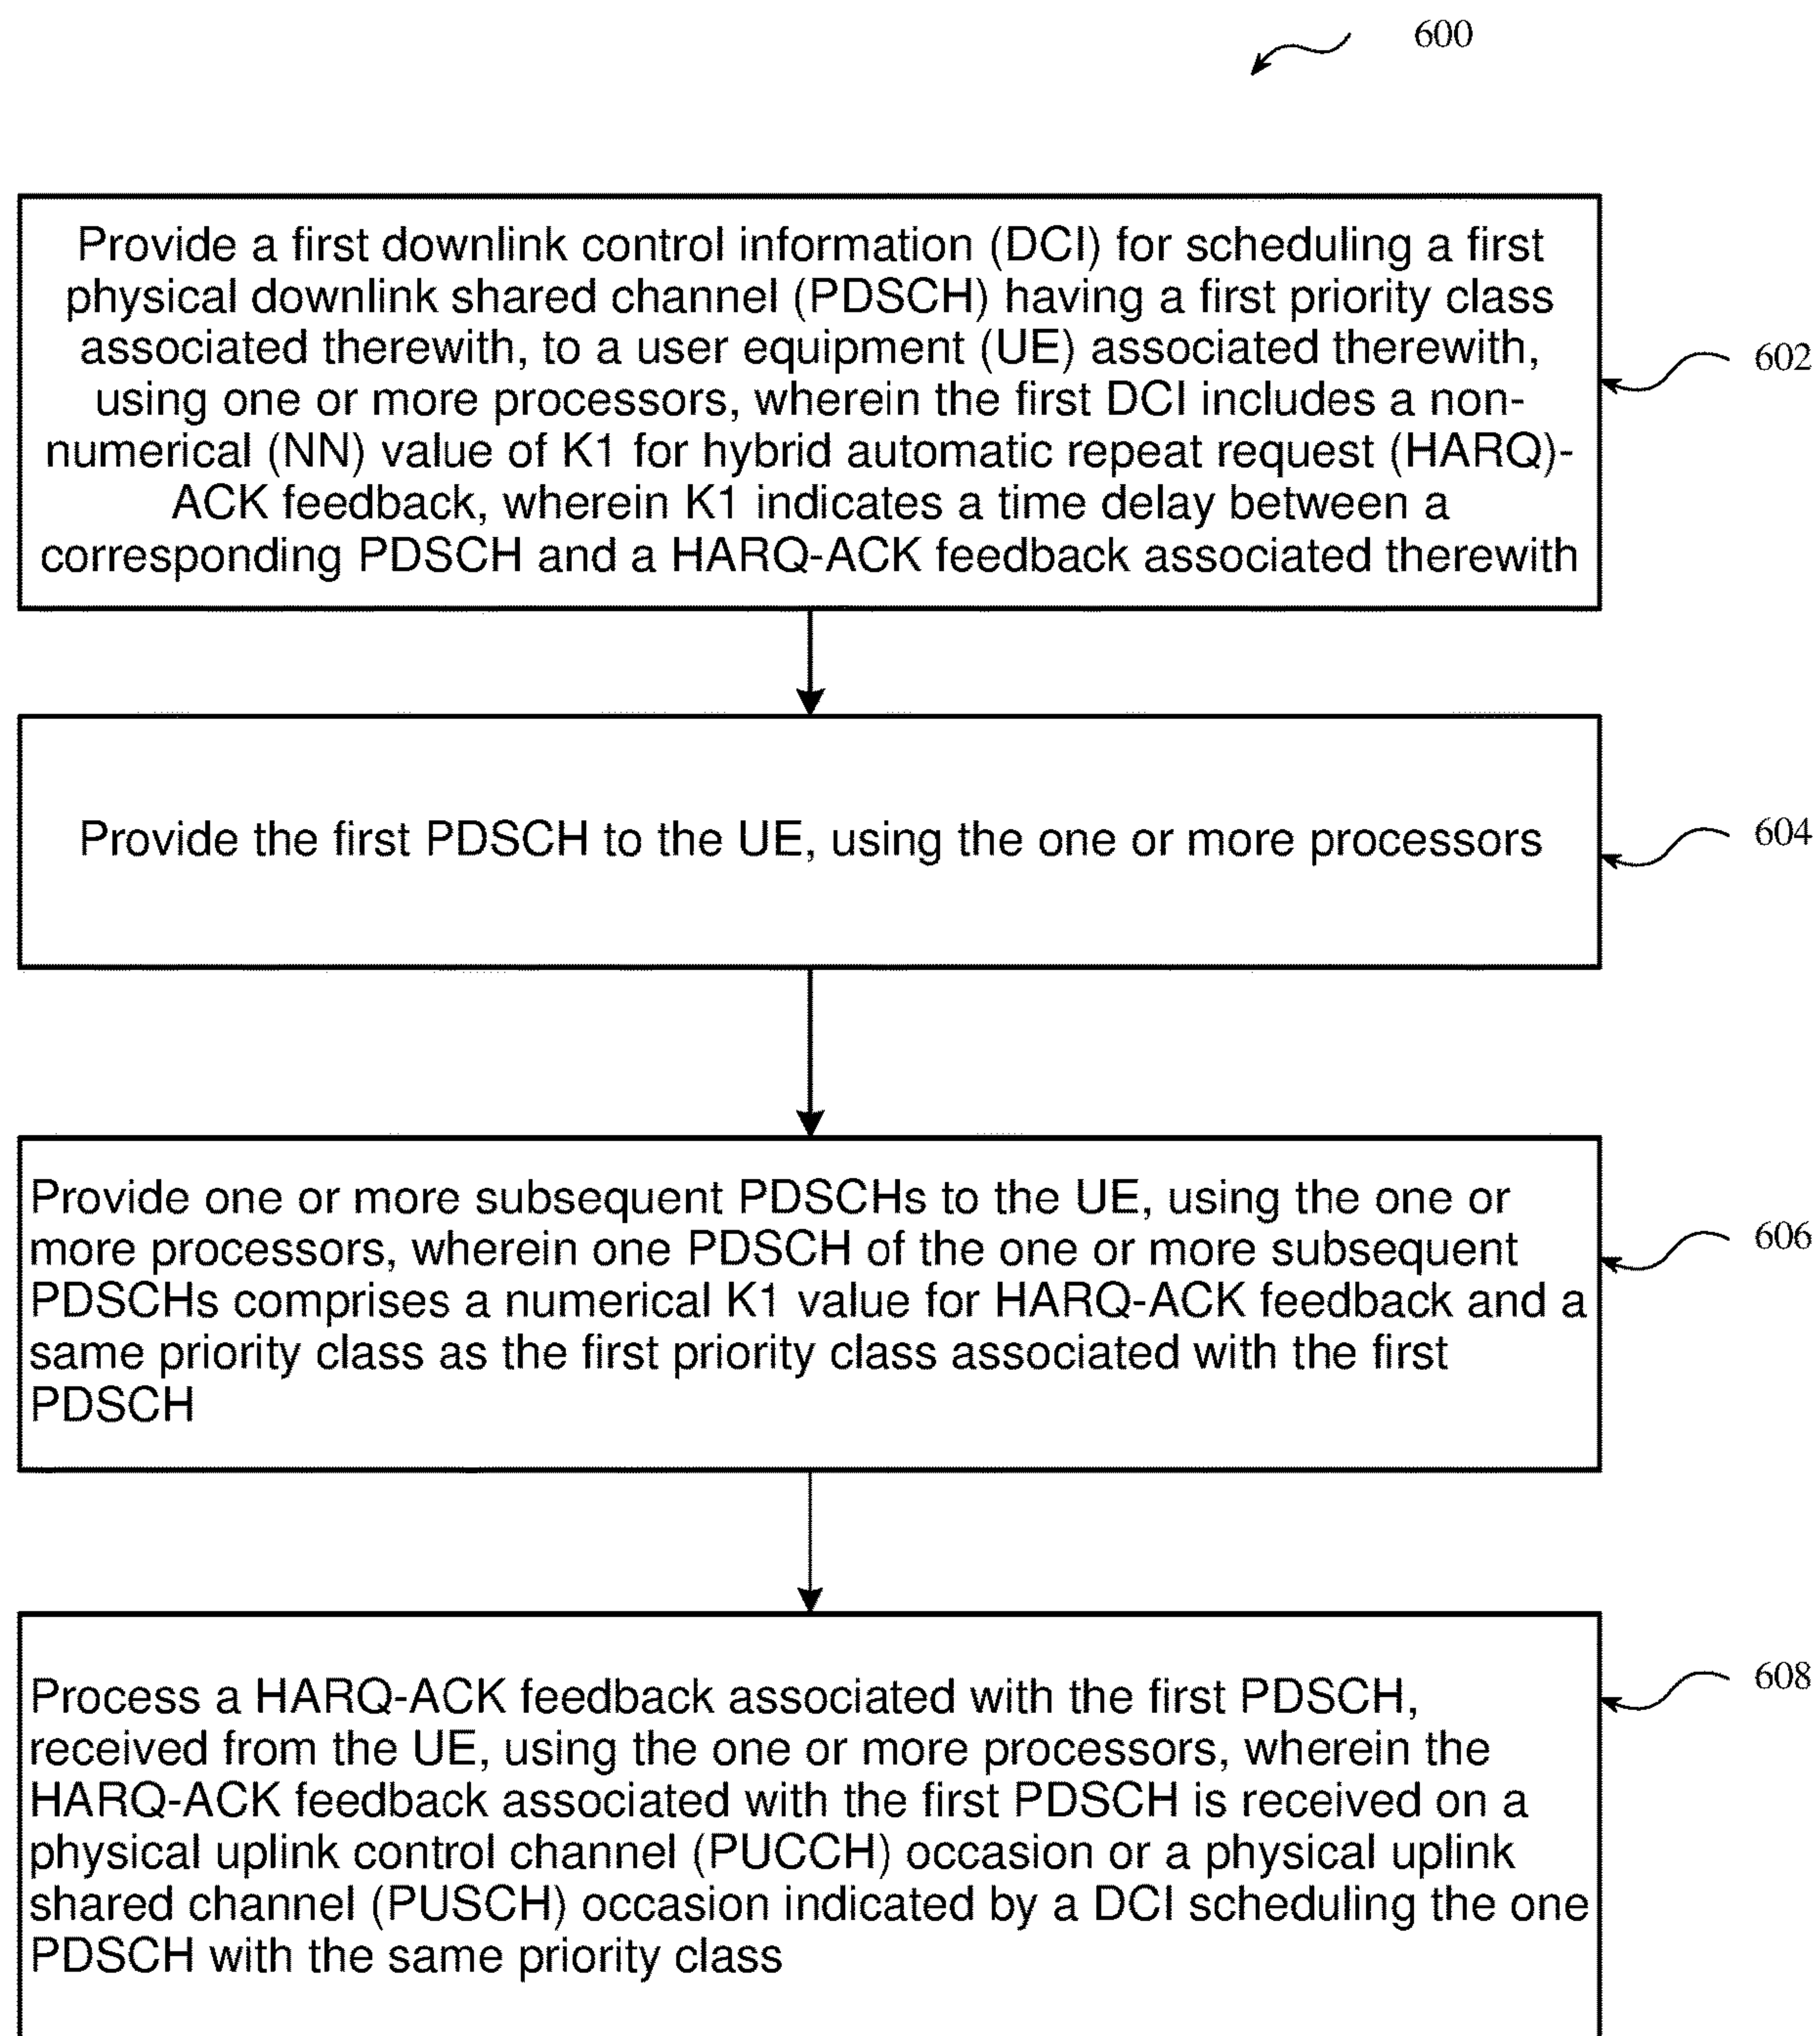 600
Provide a first downlink control information (DCI) for scheduling a first
physical downlink shared channel (PDSCH) having a first priority class
associated therewith, to a user equipment (UE) associated therewith,
using one or more processors, wherein the first DCI includes a non-
numerical (NN) value of K1 for hybrid automatic repeat request (HARQ)-
ACK feedback, wherein K1 indicates a time delay between a
corresponding PDSCH and a HARQ-ACK feedback associated therewith
602
Provide the first PDSCH to the UE, using the one or more processors
604
Provide one or more subsequent PDSCHs to the UE, using the one or
more processors, wherein one PDSCH of the one or more subsequent
PDSCHs comprises a numerical K1 value for HARQ-ACK feedback and a
same priority class as the first priority class associated with the first
PDSCH
606
Process a HARQ-ACK feedback associated with the first PDSCH,
received from the UE, using the one or more processors, wherein the
HARQ-ACK feedback associated with the first PDSCH is received on a
physical uplink control channel (PUCCH) occasion or a physical uplink
shared channel (PUSCH) occasion indicated by a DCI scheduling the one
PDSCH with the same priority class
608